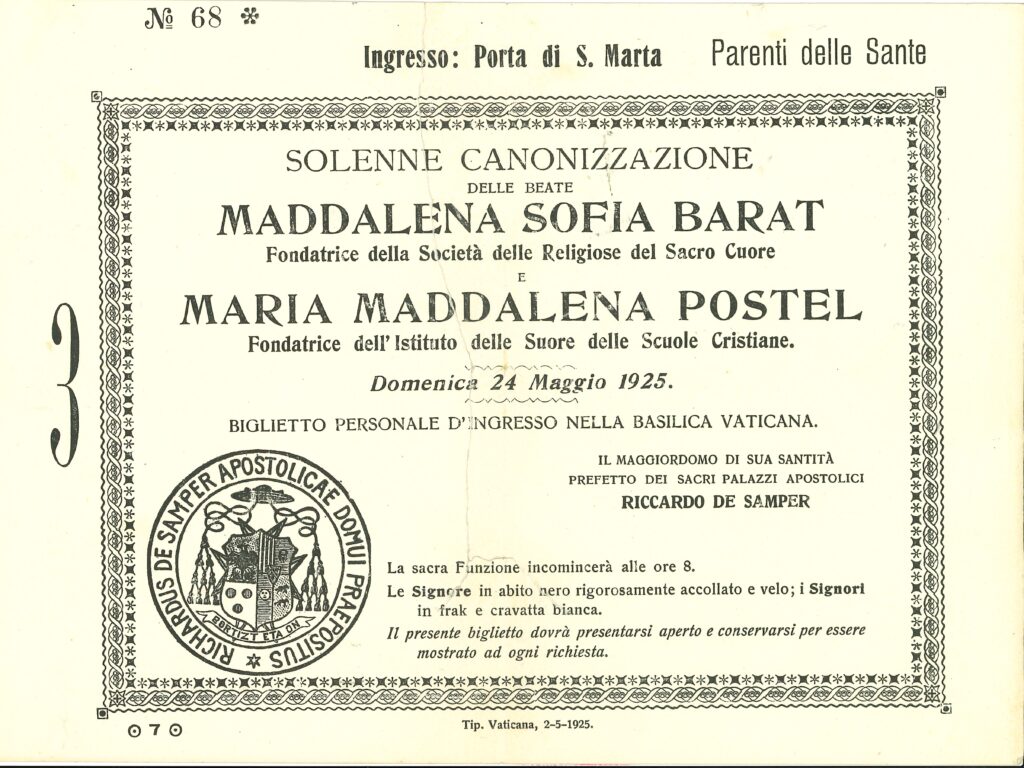 № 68 *
Ingresso: Porta di S. Marta Parenti delle Sante
SOLENNE CANONIZZAZIONE
DELLE BEATE
MADDALENA SOFIA BARAT
Fondatrice della Società delle Religiose del Sacro Cuore
E
MARIA MADDALENA POSTEL
Fondatrice dell'Istituto delle Suore delle Scuole Cristiane.
Domenica 24 Maggio 1925.
BIGLIETTO PERSONALE D'INGRESSO NELLA BASILICA VATICANA.
3
IL MAGGIORDOMO DI SUA SANTITÀ
PREFETTO DEI SACRI PALAZZI APOSTOLICI
RICCARDO DE SAMPER
RICHARDUS DE SAMPER APOSTOLICAE DOMUI PRAEPOSITUS
La sacra Funzione incomincerà alle ore 8.
Le Signore in abito nero rigorosamente accollato e velo; i Signori
in frak e cravatta bianca.
Il presente biglietto dovrà presentarsi aperto e conservarsi per essere
mostrato ad ogni richiesta.
Tip. Vaticana, 2-5-1925.
⊙ 7 ⊙